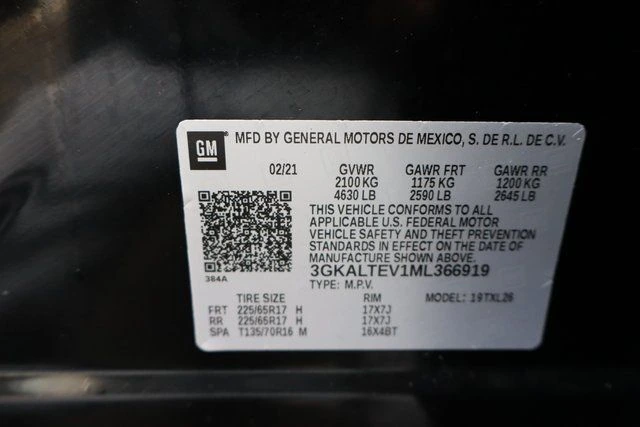 GM MFD BY GENERAL MOTORS DE MEXICO, S. DE R.L. DE C.V.
02/21 GVWR GAWR FRT GAWR RR
2100 KG 1175 KG 1200 KG
4630 LB 2590 LB 2645 LB
THIS VEHICLE CONFORMS TO ALL
APPLICABLE U.S. FEDERAL MOTOR
VEHICLE SAFETY AND THEFT PREVENTION
STANDARDS IN EFFECT ON THE DATE
OF MANUFACTURE SHOWN ABOVE.
3GKALTEV1ML366919
384A TYPE: M.P.V. MODEL: 19TXL26
TIRE SIZE RIM
FRT 225/65R17 H 17X7J
RR 225/65R17 H 17X7J
SPA T135/70R16 M 16X4BT